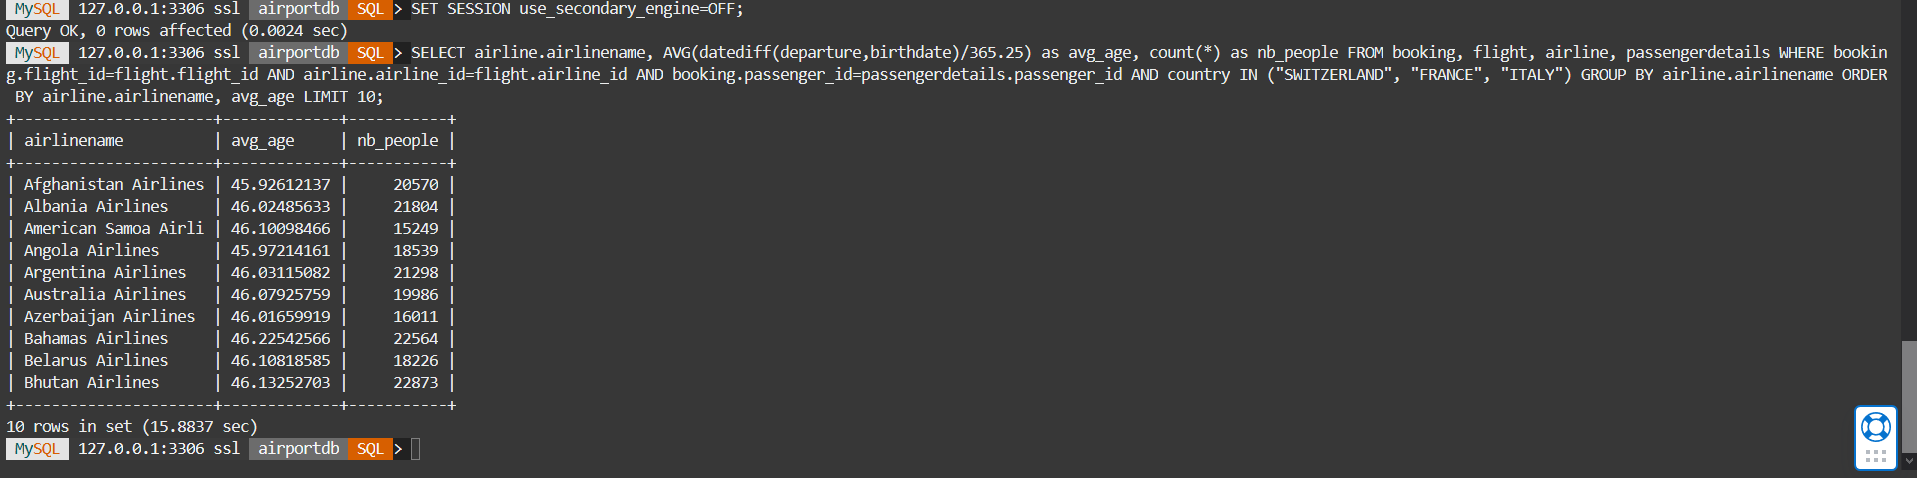 MySQL 127.0.0.1:3306 ssl airportdb SQL > SET SESSION use_secondary_engine=OFF;
Query OK, 0 rows affected (0.0024 sec)
MySQL 127.0.0.1:3306 ssl airportdb SQL > SELECT airline.airlinename, AVG(datediff(departure,birthdate)/365.25) as avg_age, count(*) as nb_people FROM booking, flight, airline, passengerdetails WHERE bookin
g.flight_id=flight.flight_id AND airline.airline_id=flight.airline_id AND booking.passenger_id=passengerdetails.passenger_id AND country IN ("SWITZERLAND", "FRANCE", "ITALY") GROUP BY airline.airlinename ORDER
 BY airline.airlinename, avg_age LIMIT 10;
+----------------------+-------------+-----------+
| airlinename          | avg_age     | nb_people |
+----------------------+-------------+-----------+
| Afghanistan Airlines | 45.92612137 |     20570 |
| Albania Airlines     | 46.02485633 |     21804 |
| American Samoa Airli | 46.10098466 |     15249 |
| Angola Airlines      | 45.97214161 |     18539 |
| Argentina Airlines   | 46.03115082 |     21298 |
| Australia Airlines   | 46.07925759 |     19986 |
| Azerbaijan Airlines  | 46.01659919 |     16011 |
| Bahamas Airlines     | 46.22542566 |     22564 |
| Belarus Airlines     | 46.10818585 |     18226 |
| Bhutan Airlines      | 46.13252703 |     22873 |
+----------------------+-------------+-----------+
10 rows in set (15.8837 sec)
MySQL 127.0.0.1:3306 ssl airportdb SQL >